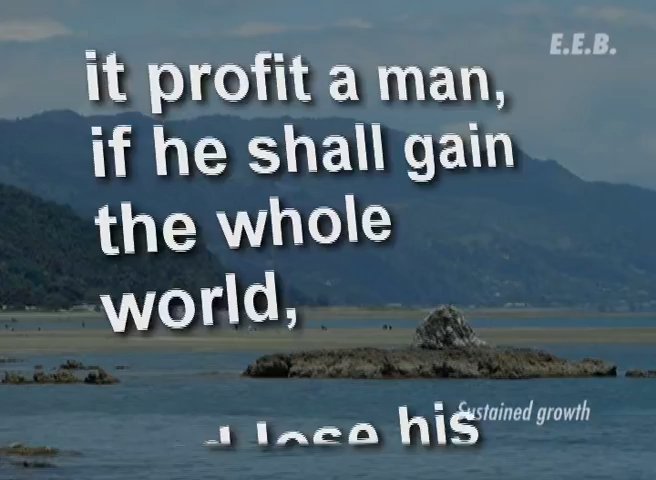 E.E.B.
it profit a man,
if he shall gain
the whole
world,
lose his
Sustained growth